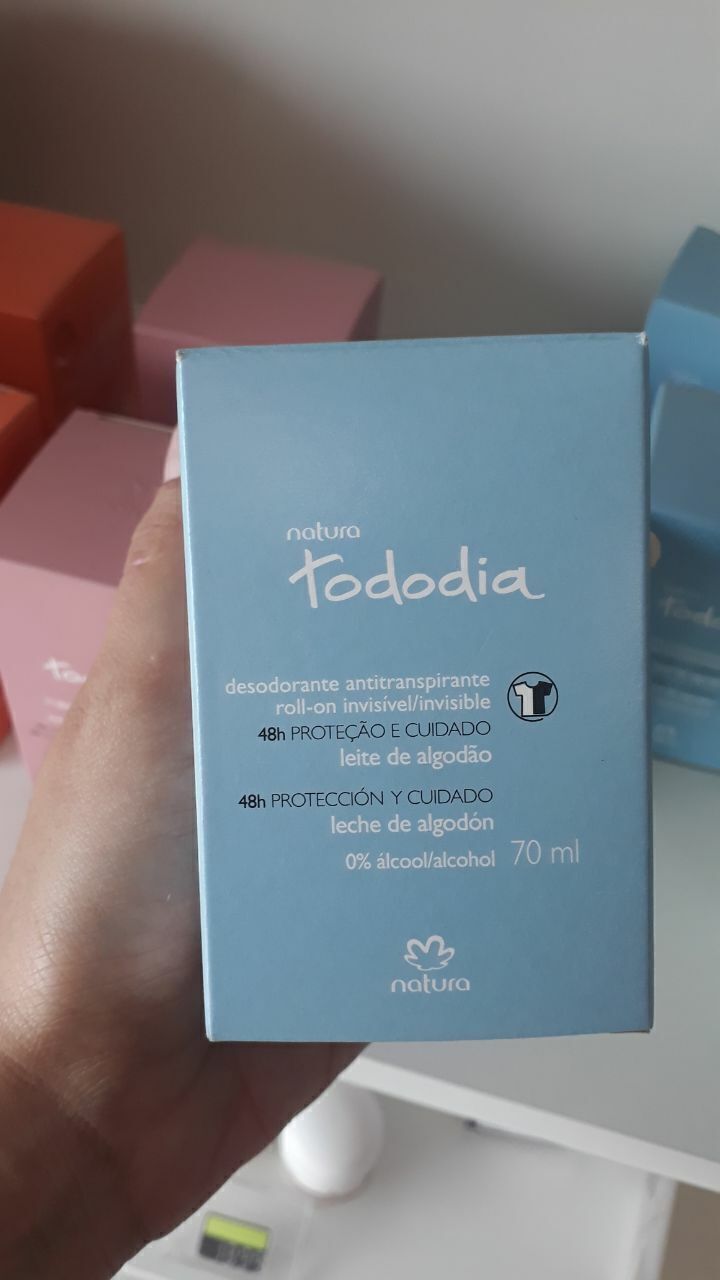 natura
Tododia
desodorante antitranspirante
roll-on invisível/invisible
48h PROTEÇÃO E CUIDADO
leite de algodão
48h PROTECCIÓN Y CUIDADO
leche de algodón
0% álcool/alcohol 70 ml
natura